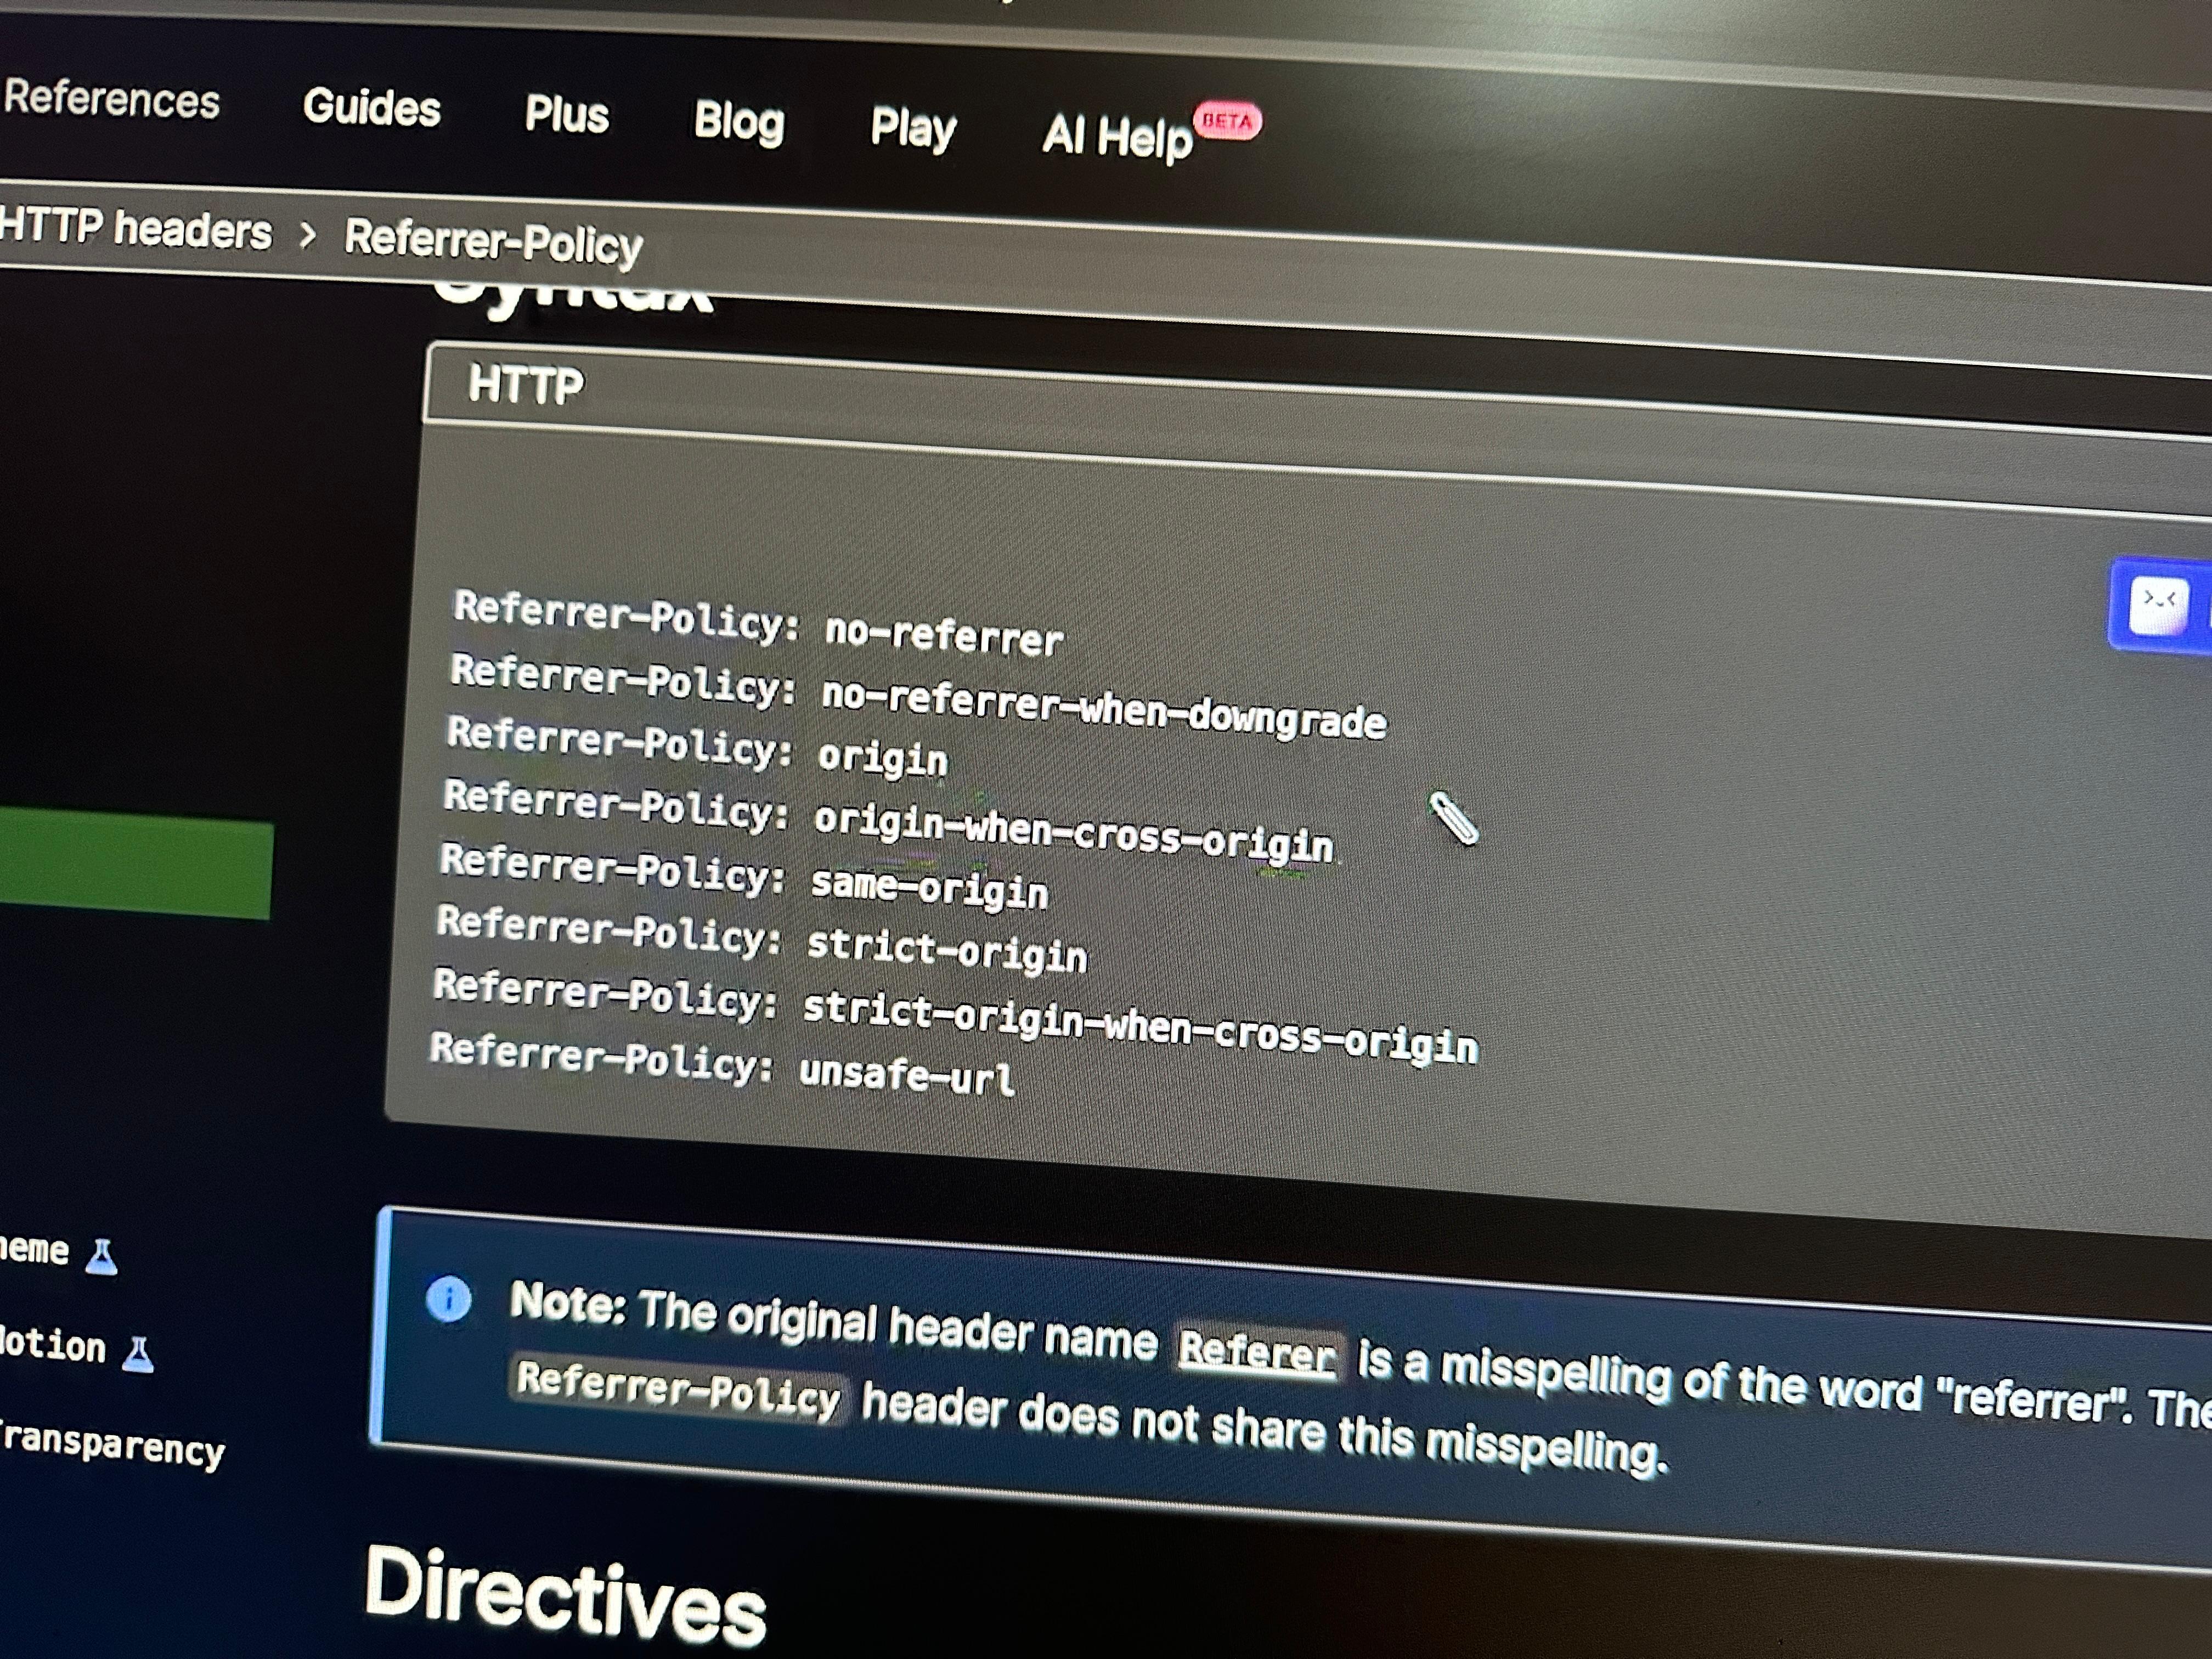 References Guides Plus Blog Play AI Help BETA
HTTP headers > Referrer-Policy
Syntax
HTTP
Referrer-Policy: no-referrer
Referrer-Policy: no-referrer-when-downgrade
Referrer-Policy: origin
Referrer-Policy: origin-when-cross-origin
Referrer-Policy: same-origin
Referrer-Policy: strict-origin
Referrer-Policy: strict-origin-when-cross-origin
Referrer-Policy: unsafe-url
Note: The original header name Referer is a misspelling of the word "referrer". The
Referrer-Policy header does not share this misspelling.
Directives